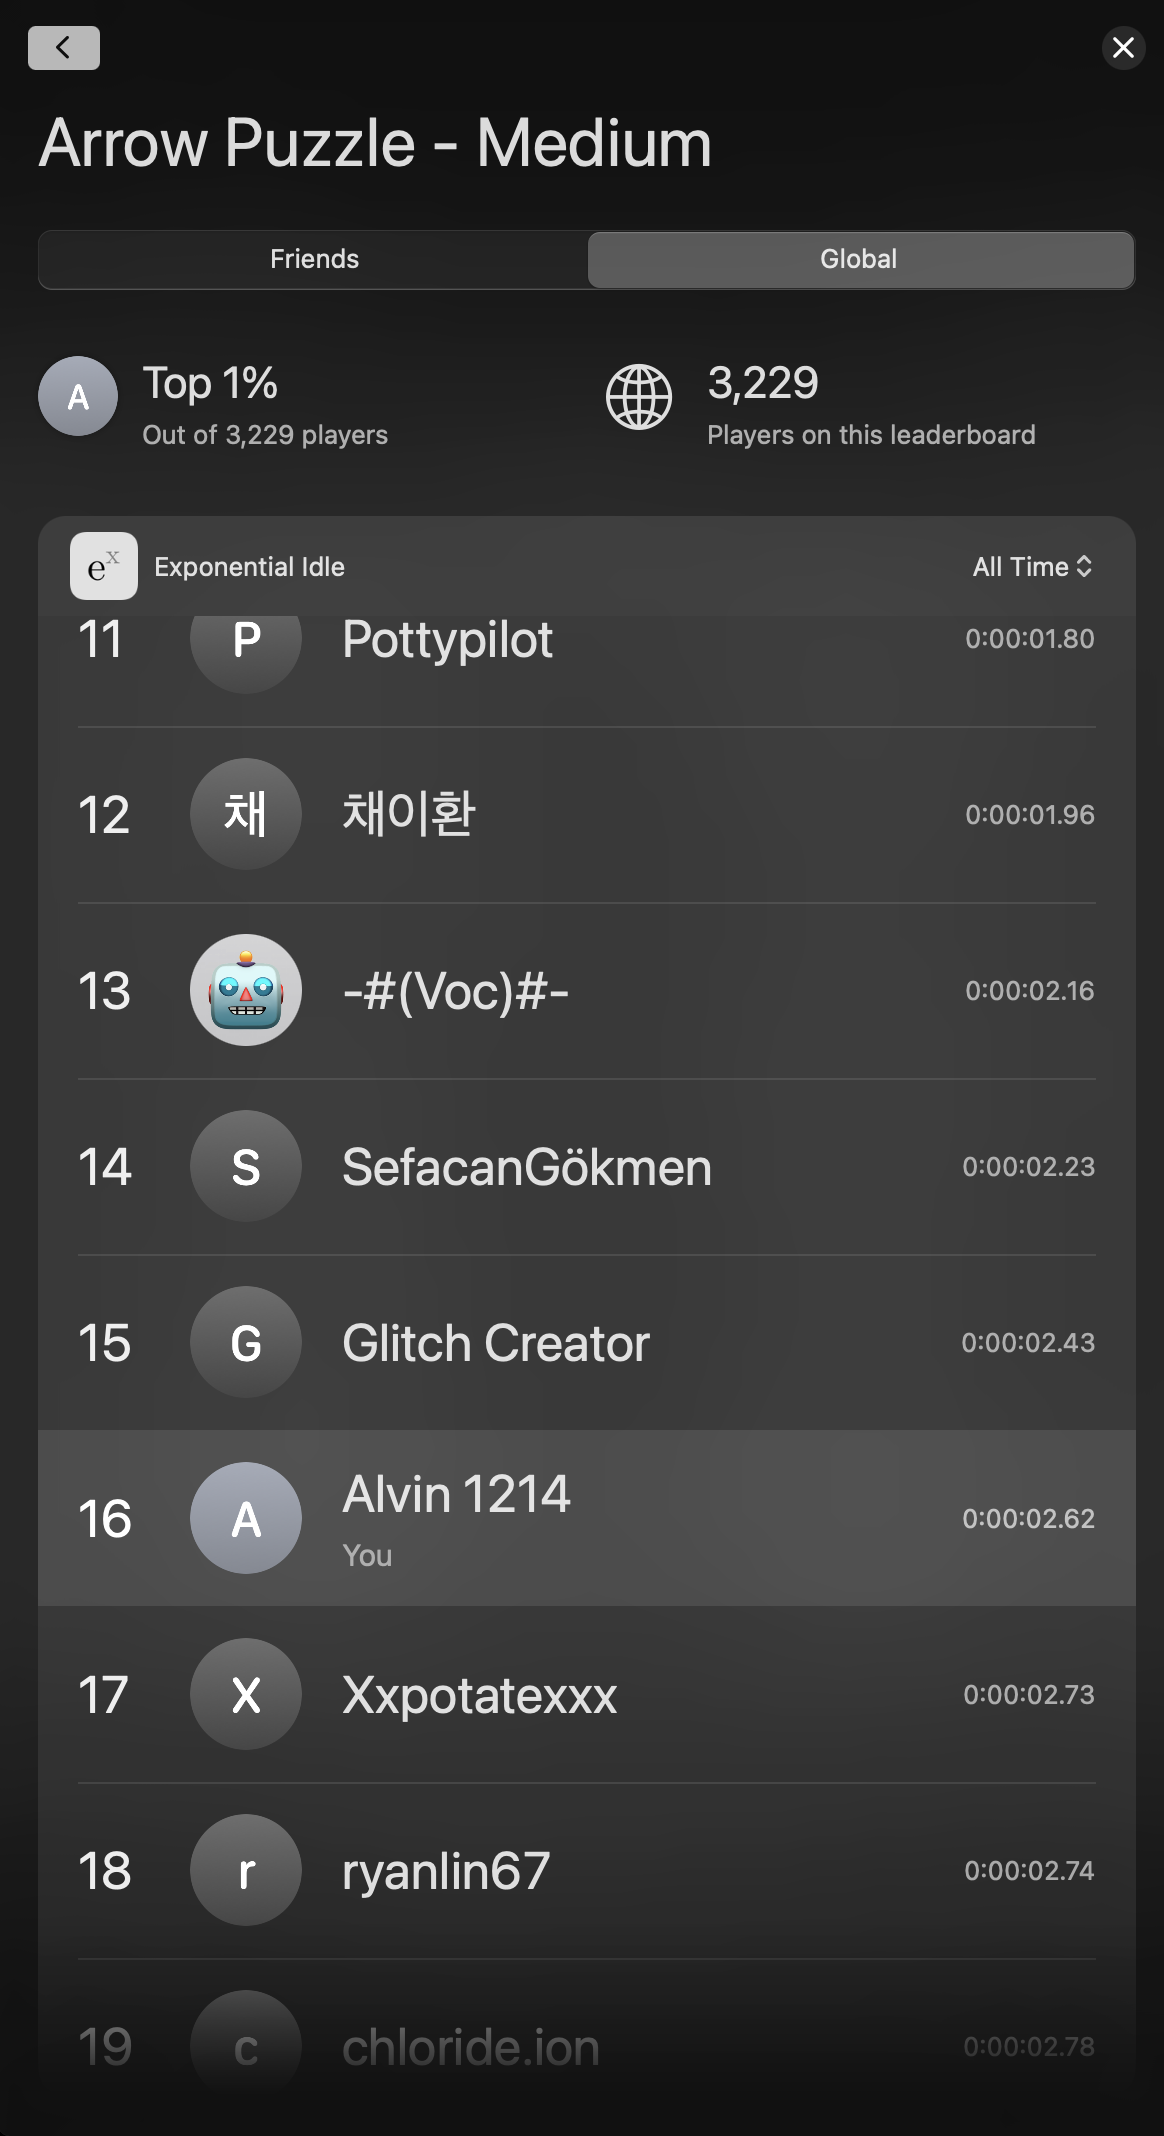 Arrow Puzzle - Medium
Friends
Global
A
Top 1%
Out of 3,229 players
3,229
Players on this leaderboard
e^x
Exponential Idle
All Time
11 P Pottypilot 0:00:01.80
12 채 채이환 0:00:01.96
13 -#(Voc)#- 0:00:02.16
14 S SefacanGökmen 0:00:02.23
15 G Glitch Creator 0:00:02.43
16 A Alvin 1214 0:00:02.62
You
17 X Xxpotatexxx 0:00:02.73
18 r ryanlin67 0:00:02.74
19 c chloride.ion 0:00:02.78